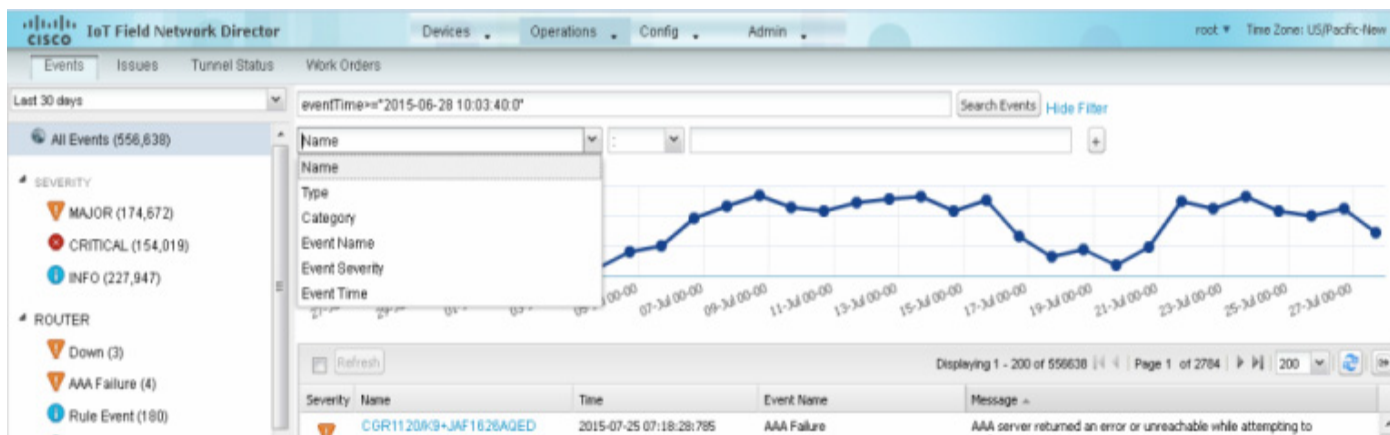 CISCO IoT Field Network Director
Devices Operations Config Admin
root Time Zone: US/Pacific-New
Events Issues Tunnel Status Work Orders
Last 30 days
eventTime>="2015-06-28 10:03:40:0"
Search Events Hide Filter
All Events (556,638)
Name : +
Name
Type
Category
Event Name
Event Severity
Event Time
SEVERITY
MAJOR (174,672)
CRITICAL (154,019)
INFO (227,947)
07-Jul 00-00 09-Jul 00-00 11-Jul 00-00 13-Jul 00-00 15-Jul 00-00 17-Jul 00-00 19-Jul 00-00 21-Jul 00-00 23-Jul 00-00 25-Jul 00-00 27-Jul 00-00
ROUTER
Down (3)
AAA Failure (4)
Rule Event (180)
Refresh
Displaying 1 - 200 of 556638 Page 1 of 2784 200
Severity Name Time Event Name Message
CGR1120/K9+JAF1626AQED 2015-07-25 07:18:28:785 AAA Failure AAA server returned an error or unreachable while attempting to